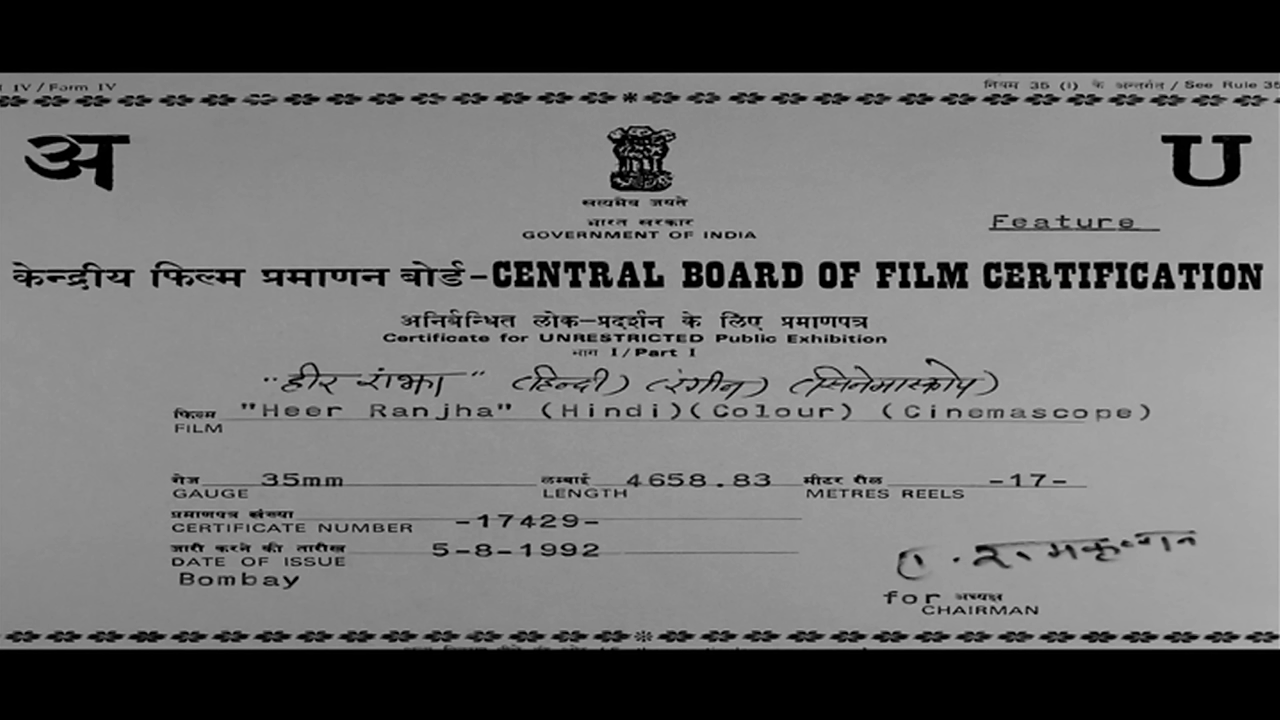 IV / Form IV
नियम 35 (i) के अन्तर्गत / See Rule 35
अ
U
सत्यमेव जयते
भारत सरकार
GOVERNMENT OF INDIA
Feature
केन्द्रीय फिल्म प्रमाणन बोर्ड-CENTRAL BOARD OF FILM CERTIFICATION
अनिर्बन्धित लोक-प्रदर्शन के लिए प्रमाणपत्र
Certificate for UNRESTRICTED Public Exhibition
भाग I / Part I
"हीर रांझा" (हिन्दी) (रंगीन) (सिनेमास्कोप)
फिल्म "Heer Ranjha" (Hindi)(Colour) (Cinemascope)
FILM
गेज 35mm लम्बाई 4658.83 मीटर रील -17-
GAUGE LENGTH METRES REELS
प्रमाणपत्र संख्या -17429-
CERTIFICATE NUMBER
जारी करने की तारीख 5-8-1992
DATE OF ISSUE
Bombay
for अध्यक्ष
CHAIRMAN